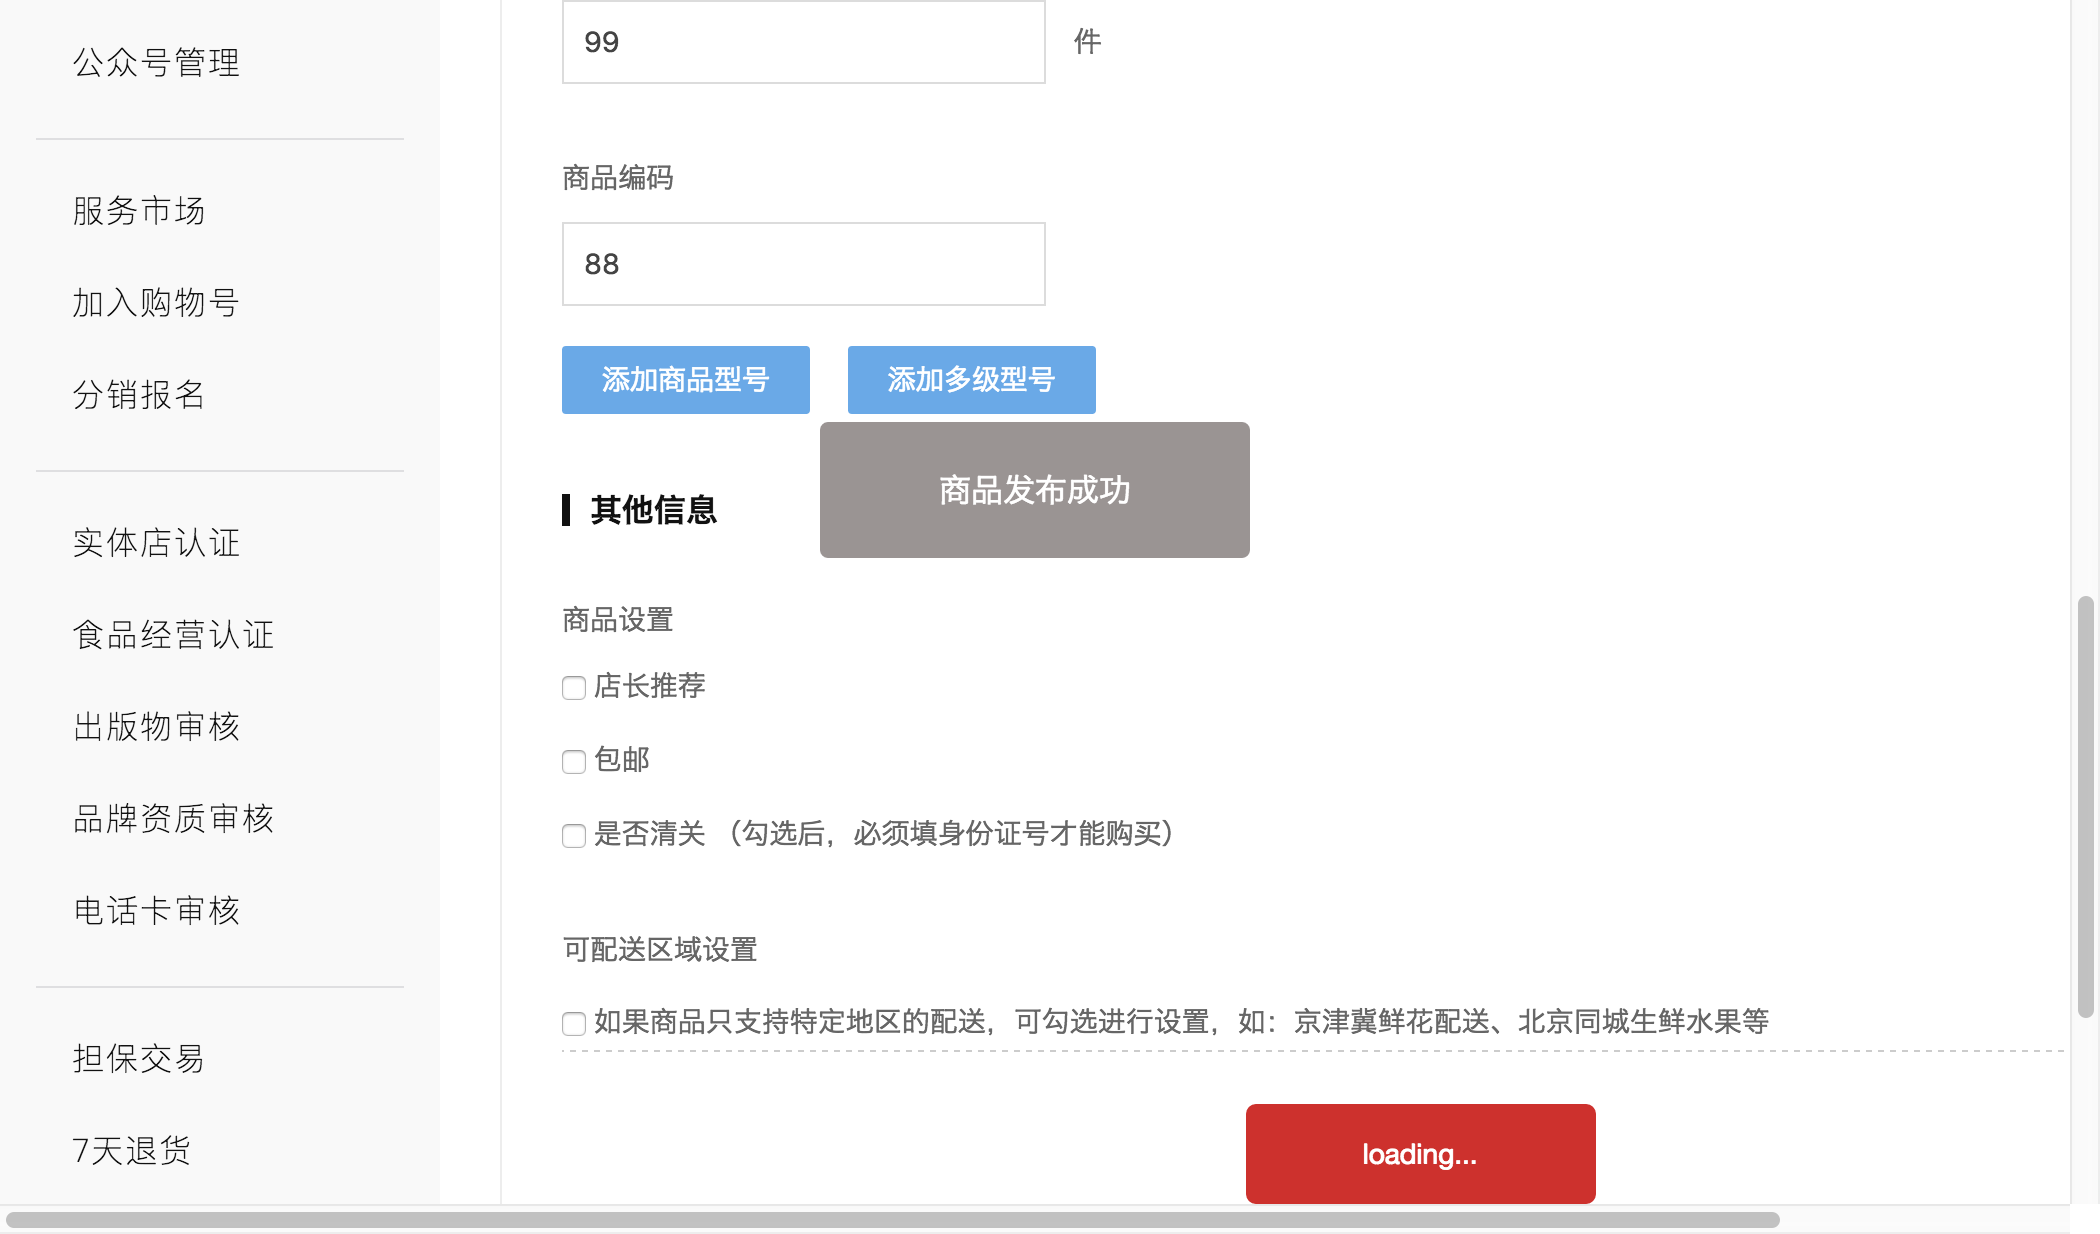 公众号管理
服务市场
加入购物号
分销报名
实体店认证
食品经营认证
出版物审核
品牌资质审核
电话卡审核
担保交易
7天退货
99 件
商品编码
88
添加商品型号 添加多级型号
商品发布成功
其他信息
商品设置
店长推荐
包邮
是否清关 （勾选后，必须填身份证号才能购买）
可配送区域设置
如果商品只支持特定地区的配送，可勾选进行设置，如：京津冀鲜花配送、北京同城生鲜水果等
loading...